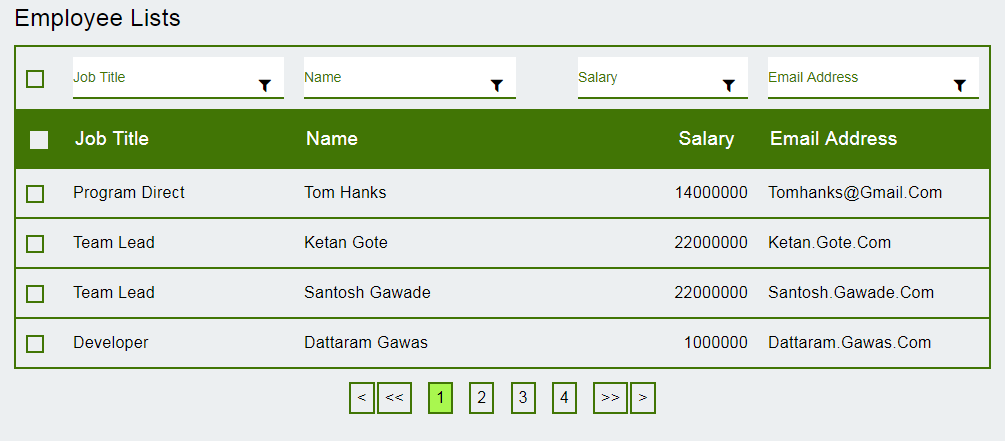 Employee Lists
Job Title Name Salary Email Address
Job Title Name Salary Email Address
Program Direct Tom Hanks 14000000 Tomhanks@Gmail.Com
Team Lead Ketan Gote 22000000 Ketan.Gote.Com
Team Lead Santosh Gawade 22000000 Santosh.Gawade.Com
Developer Dattaram Gawas 1000000 Dattaram.Gawas.Com
< << 1 2 3 4 >> >